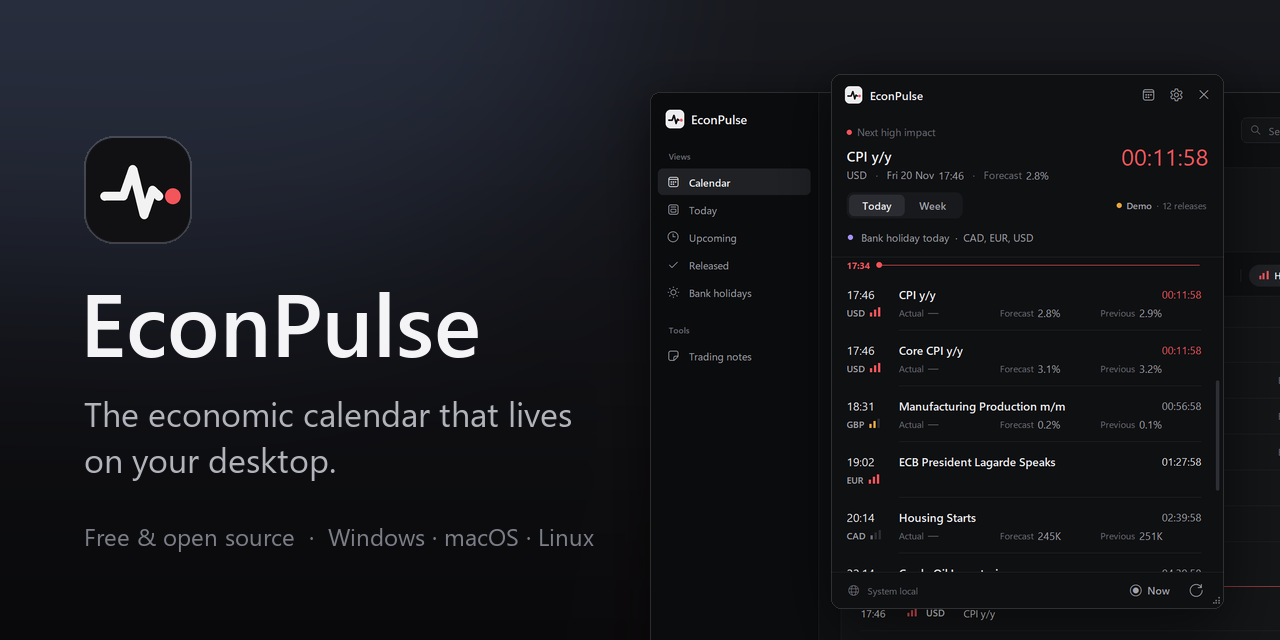 EconPulse
The economic calendar that lives
on your desktop.
Free & open source · Windows · macOS · Linux
EconPulse
Views
Calendar
Today
Upcoming
Released
Bank holidays
Tools
Trading notes
EconPulse
Next high impact
CPI y/y
00:11:58
USD · Fri 20 Nov 17:46 · Forecast 2.8%
Today Week
Demo · 12 releases
Bank holiday today · CAD, EUR, USD
17:34
17:46 CPI y/y 00:11:58
USD Actual — Forecast 2.8% Previous 2.9%
17:46 Core CPI y/y 00:11:58
USD Actual — Forecast 3.1% Previous 3.2%
18:31 Manufacturing Production m/m 00:56:58
GBP Actual — Forecast 0.2% Previous 0.1%
19:02 ECB President Lagarde Speaks 01:27:58
EUR
20:14 Housing Starts 02:39:58
CAD Actual — Forecast 245K Previous 251K
System local
Now
17:46 USD CPI y/y